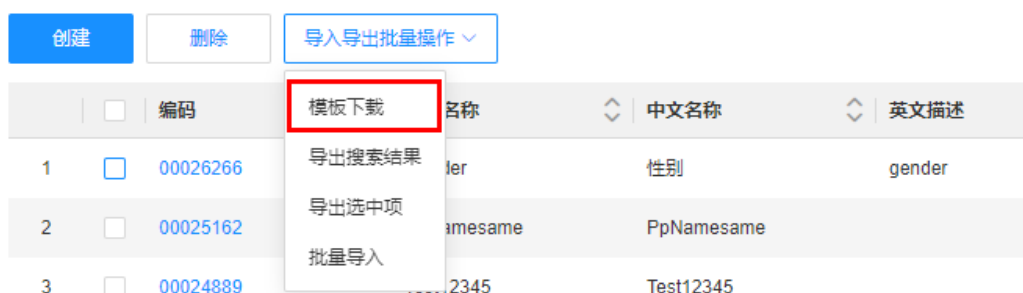 创建 删除 导入导出批量操作
编码 名称 中文名称 英文描述
模板下载
导出搜索结果
导出选中项
批量导入
1 00026266 der 性别 gender
2 00025162 amesame PpNamesame
3 00024889 12345 Test12345